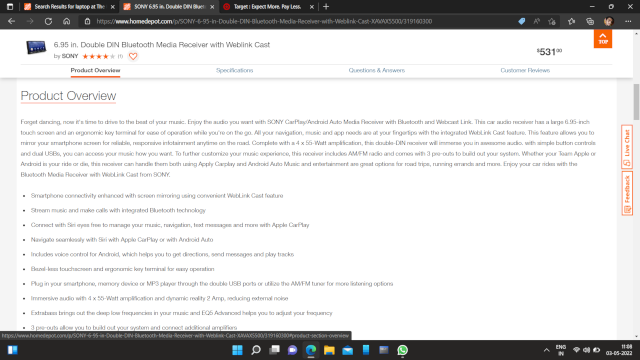 Search Results for laptop at The
SONY 6.95 in. Double DIN Blueto
Target : Expect More. Pay Less.
https://www.homedepot.com/p/SONY-6-95-in-Double-DIN-Bluetooth-Media-Receiver-with-Weblink-Cast-XAVAX5500/319160300
6.95 in. Double DIN Bluetooth Media Receiver with Weblink Cast
by SONY
(1)
$53100
TOP
Product Overview
Specifications
Questions & Answers
Customer Reviews
Product Overview
Forget dancing, now it's time to drive to the beat of your music. Enjoy the audio you want with SONY CarPlay/Android Auto Media Receiver with Bluetooth and Webcast Link. This car audio receiver has a large 6.95-inch
touch screen and an ergonomic key terminal for ease of operation while you're on the go. All your navigation, music and app needs are at your fingertips with the integrated WebLink Cast feature. This feature allows you to
mirror your smartphone screen for reliable, responsive infotainment anytime on the road. Complete with a 4 x 55-Watt amplification, this double-DIN receiver will immerse you in awesome audio. with simple button controls
and dual USBs, you can access your music how you want. To further customize your music experience, this receiver includes AM/FM radio and comes with 3 pre-outs to build out your system. Whether your Team Apple or
Android is your ride or die, this receiver can handle them both using Apply Carplay and Android Auto Music and entertainment are great options for road trips, running errands and more. Enjoy your car rides with the
Bluetooth Media Receiver with WebLink Cast from SONY.
Smartphone connectivity enhanced with screen mirroring using convenient WebLink Cast feature
Stream music and make calls with integrated Bluetooth technology
Connect with Siri eyes free to manage your music, navigation, text messages and more with Apple CarPlay
Navigate seamlessly with Siri with Apple CarPlay or with Android Auto
Includes voice control for Android, which helps you to get directions, send messages and play tracks
Bezel-less touchscreen and ergonomic key terminal for easy operation
Plug in your smartphone, memory device or MP3 player through the double USB ports or utilize the AM/FM tuner for more listening options
Immersive audio with 4 x 55-Watt amplification and dynamic reality 2 Amp, reducing external noise
Extrabass brings out the deep low frequencies in your music and EQ5 Advanced helps you to adjust your frequency
3 pre-outs allow you to build out your system and connect additional amplifiers
Live Chat
Feedback
https://www.homedepot.com/p/SONY-6-95-in-Double-DIN-Bluetooth-Media-Receiver-with-Weblink-Cast-XAVAX5500/319160300#product-section-overview
ENG
IN
11:08
03-05-2022